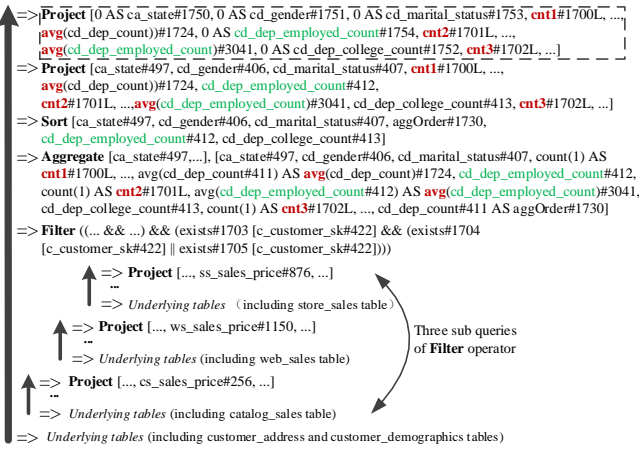 => Project [0 AS ca_state#1750, 0 AS cd_gender#1751, 0 AS cd_marital_status#1753, cnt1#1700L, ...,
avg(cd_dep_count))#1724, 0 AS cd_dep_employed_count#1754, cnt2#1701L, ...,
avg(cd_dep_employed_count)#3041, 0 AS cd_dep_college_count#1752, cnt3#1702L, ...]
=> Project [ca_state#497, cd_gender#406, cd_marital_status#407, cnt1#1700L, ...,
avg(cd_dep_count))#1724, cd_dep_employed_count#412,
cnt2#1701L, ...,avg(cd_dep_employed_count)#3041, cd_dep_college_count#413, cnt3#1702L, ...]
=> Sort [ca_state#497, cd_gender#406, cd_marital_status#407, aggOrder#1730,
cd_dep_employed_count#412, cd_dep_college_count#413]
=> Aggregate [ca_state#497,...], [ca_state#497, cd_gender#406, cd_marital_status#407, count(1) AS
cnt1#1700L, ..., avg(cd_dep_count#411) AS avg(cd_dep_count)#1724, cd_dep_employed_count#412,
count(1) AS cnt2#1701L, avg(cd_dep_employed_count#412) AS avg(cd_dep_employed_count)#3041,
cd_dep_college_count#413, count(1) AS cnt3#1702L, ..., cd_dep_count#411 AS aggOrder#1730]
=> Filter ((... && ...) && (exists#1703 [c_customer_sk#422] && (exists#1704
[c_customer_sk#422] || exists#1705 [c_customer_sk#422])))
=> Project [..., ss_sales_price#876, ...]
...
=> Underlying tables （including store_sales table）
=> Project [..., ws_sales_price#1150, ...]
...
=> Underlying tables (including web_sales table)
=> Project [..., cs_sales_price#256, ...]
...
=> Underlying tables (including catalog_sales table)
Three sub queries
of Filter operator
=> Underlying tables (including customer_address and customer_demographics tables)